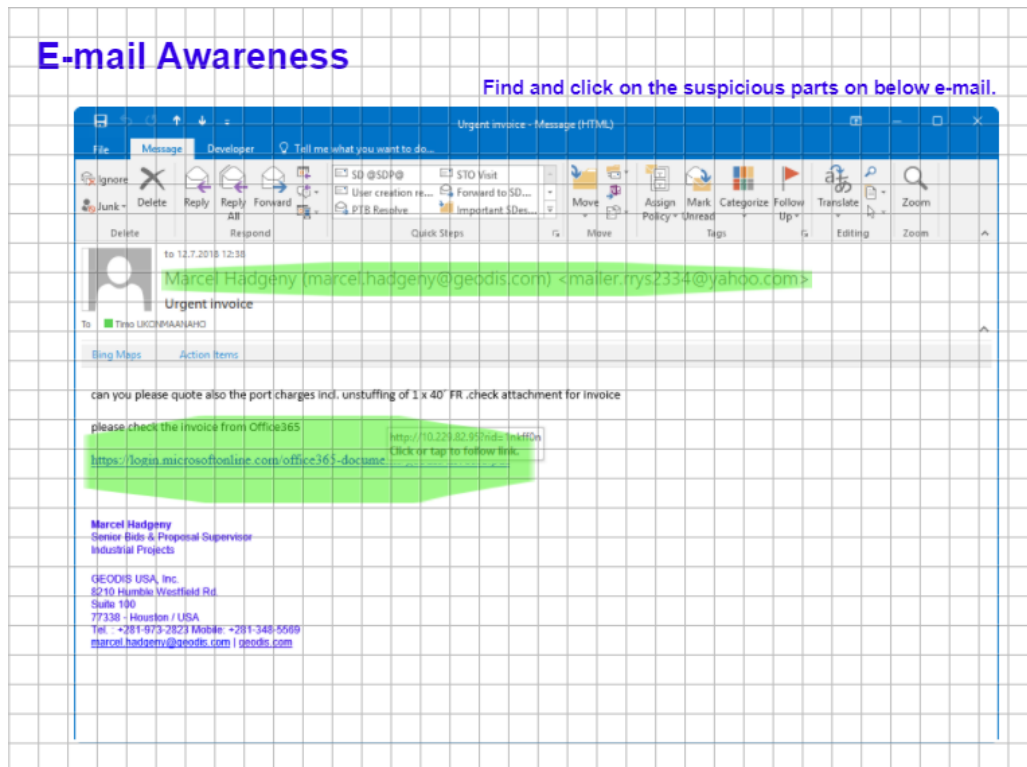 E-mail Awareness
Find and click on the suspicious parts on below e-mail.
Urgent invoice - Message (HTML)
File Message Developer Tell me what you want to do...
Ignore
Junk
Delete
Reply
Reply All
Forward
SD @SDP@
User creation re...
PTB Resolve
STO Visit
Forward to SD...
Important SDes...
Move
Assign Policy
Mark Unread
Categorize
Follow Up
Translate
Zoom
Delete Respond Quick Steps Move Tags Editing Zoom
to 12.7.2018 12:38
Marcel Hadgeny (marcel.hadgeny@geodis.com) <mailer.rrys2334@yahoo.com>
Urgent invoice
To Timo UKONMAANAHO
Bing Maps Action Items
can you please quote also the port charges incl. unstuffing of 1 x 40' FR .check attachment for invoice
please check the invoice from Office365
http://10.229.82.95?rid=1nkff0n
Click or tap to follow link.
https://login.microsoftonline.com/office365-docume
Marcel Hadgeny
Senior Bids & Proposal Supervisor
Industrial Projects
GEODIS USA, Inc.
8210 Humble Westfield Rd.
Suite 100
77338 - Houston / USA
Tel. : +281-973-2823 Mobile: +281-348-5569
marcel.hadgeny@geodis.com | geodis.com